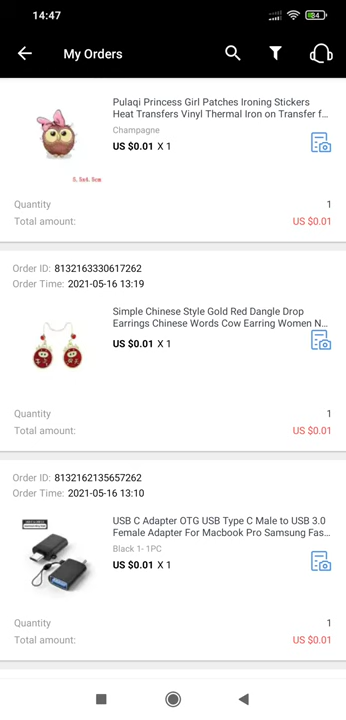 14:47
84
My Orders
Pulaqi Princess Girl Patches Ironing Stickers
Heat Transfers Vinyl Thermal Iron on Transfer f...
Champagne
US $0.01 X 1
5.5x4.5cm
Quantity 1
Total amount: US $0.01
Order ID: 8132163330617262
Order Time: 2021-05-16 13:19
Simple Chinese Style Gold Red Dangle Drop
Earrings Chinese Words Cow Earring Women N...
US $0.01 X 1
Quantity 1
Total amount: US $0.01
Order ID: 8132162135657262
Order Time: 2021-05-16 13:10
USB C Adapter OTG USB Type C Male to USB 3.0
Female Adapter For Macbook Pro Samsung Fas...
Black 1- 1PC
US $0.01 X 1
Quantity 1
Total amount: US $0.01